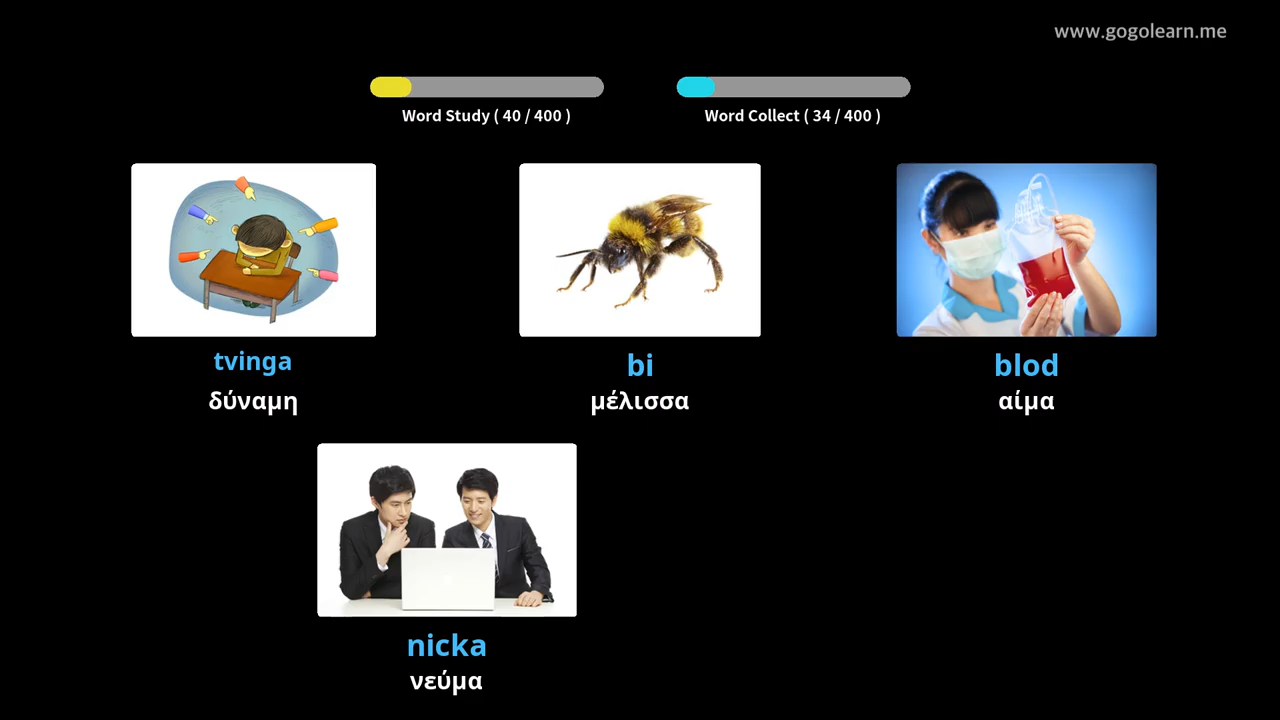 www.gogolearn.me
Word Study ( 40 / 400 )
Word Collect ( 34 / 400 )
tvinga
δύναμη
bi
μέλισσα
blod
αίμα
nicka
νεύμα